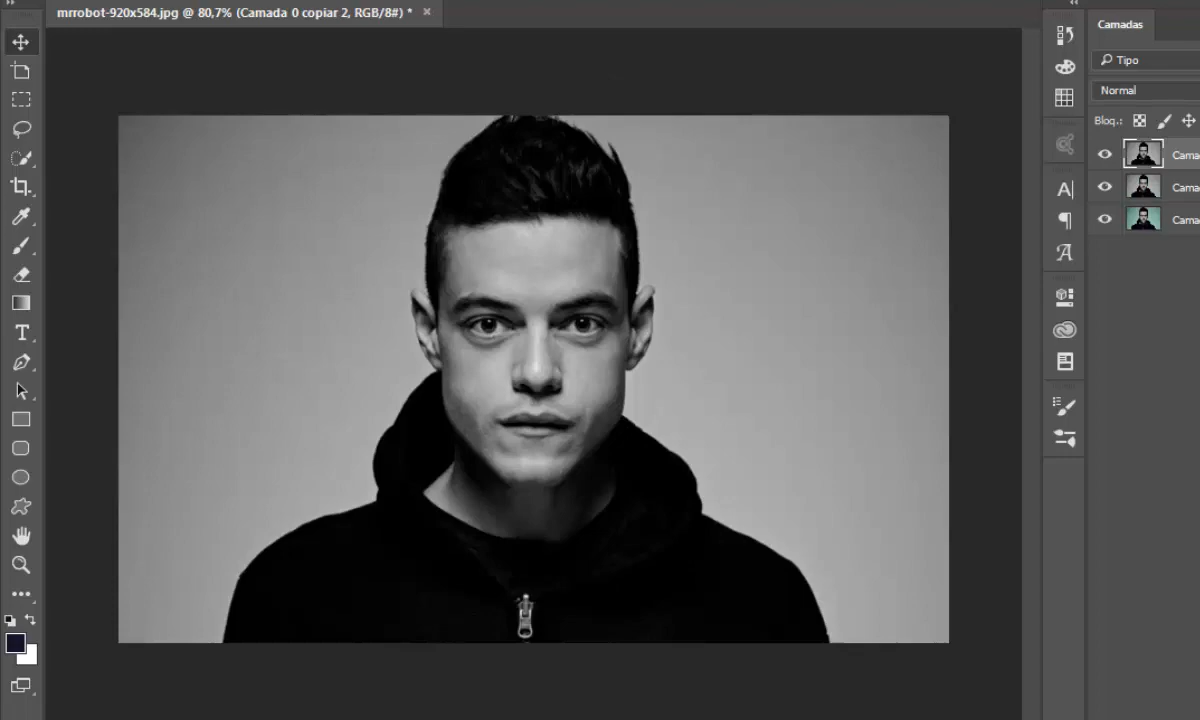 mrrobot-920x584.jpg @ 80,7% (Camada 0 copiar 2, RGB/8#) *
Camadas
Tipo
Normal
Bloq.:
Cama
Cama
Cama